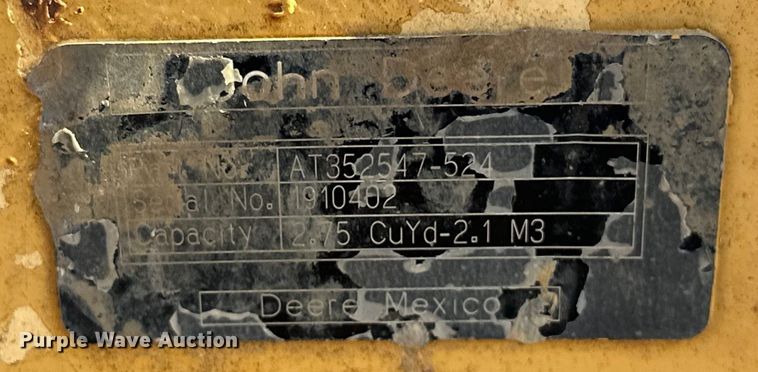 John Deere
Part No. AT352547-524
Serial No. 1910402
Capacity 2.75 CuYd-2.1 M3
Deere Mexico
Purple Wave Auction